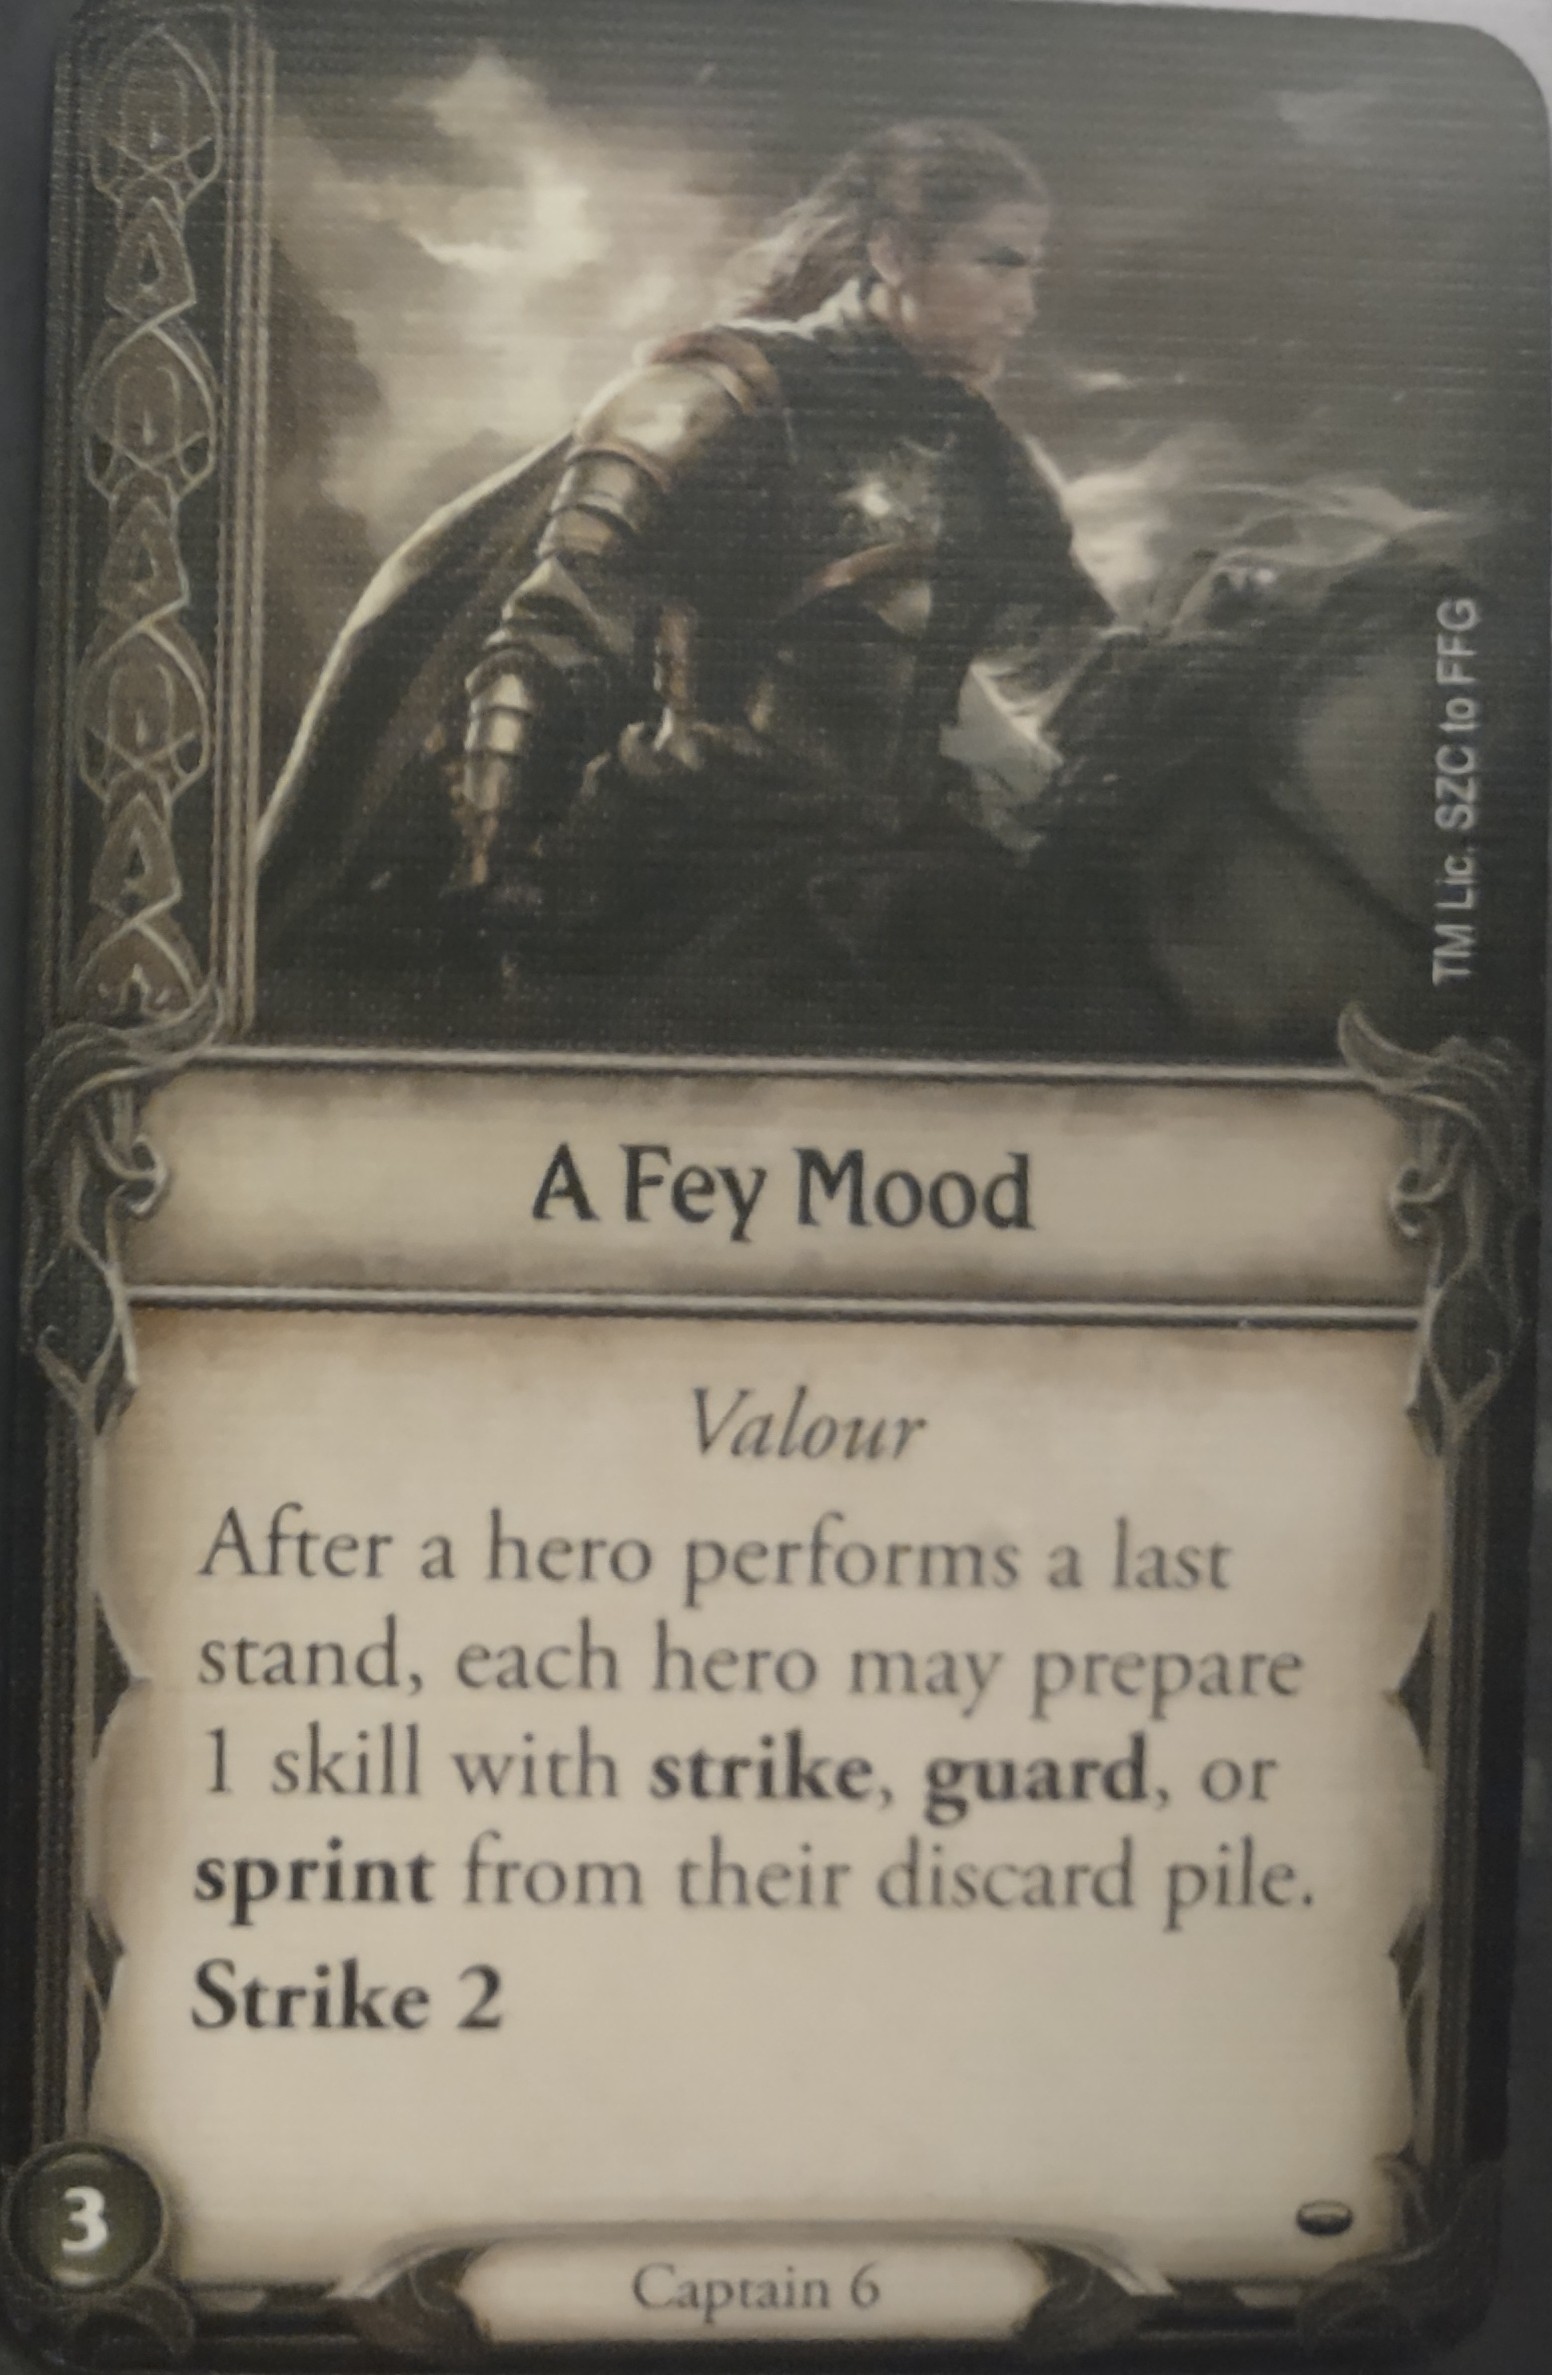 TM Lic. SZC to FFG
A Fey Mood
Valour
After a hero performs a last
stand, each hero may prepare
1 skill with strike, guard, or
sprint from their discard pile.
Strike 2
3
Captain 6